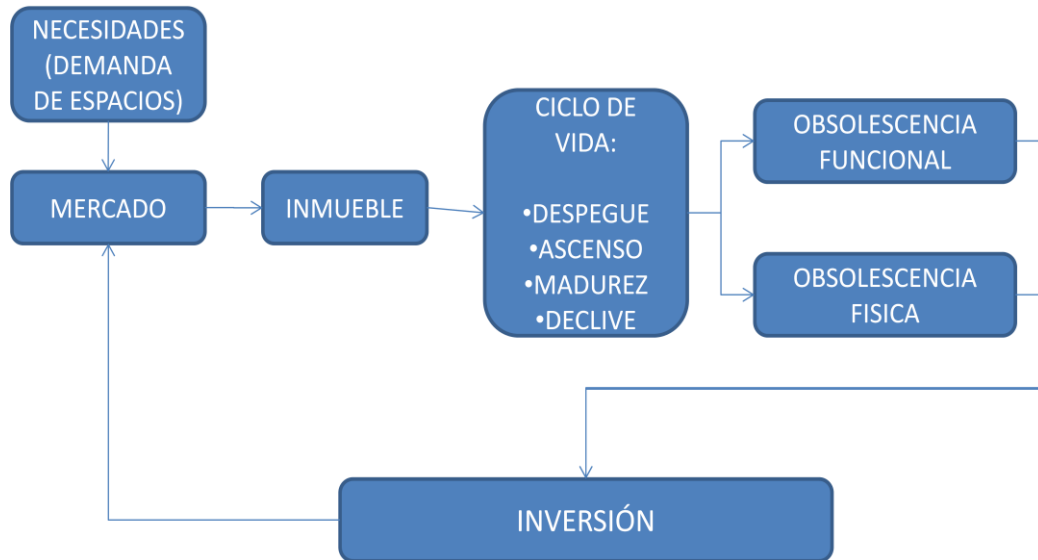 NECESIDADES
(DEMANDA
DE ESPACIOS)
MERCADO
INMUEBLE
CICLO DE
VIDA:
•DESPEGUE
•ASCENSO
•MADUREZ
•DECLIVE
OBSOLESCENCIA
FUNCIONAL
OBSOLESCENCIA
FISICA
INVERSIÓN